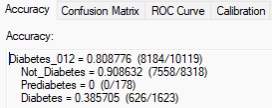 Accuracy Confusion Matrix ROC Curve Calibration
Accuracy:
Diabetes_012 = 0.808776 (8184/10119)
Not_Diabetes = 0.908632 (7558/8318)
Prediabetes = 0 (0/178)
Diabetes = 0.385705 (626/1623)